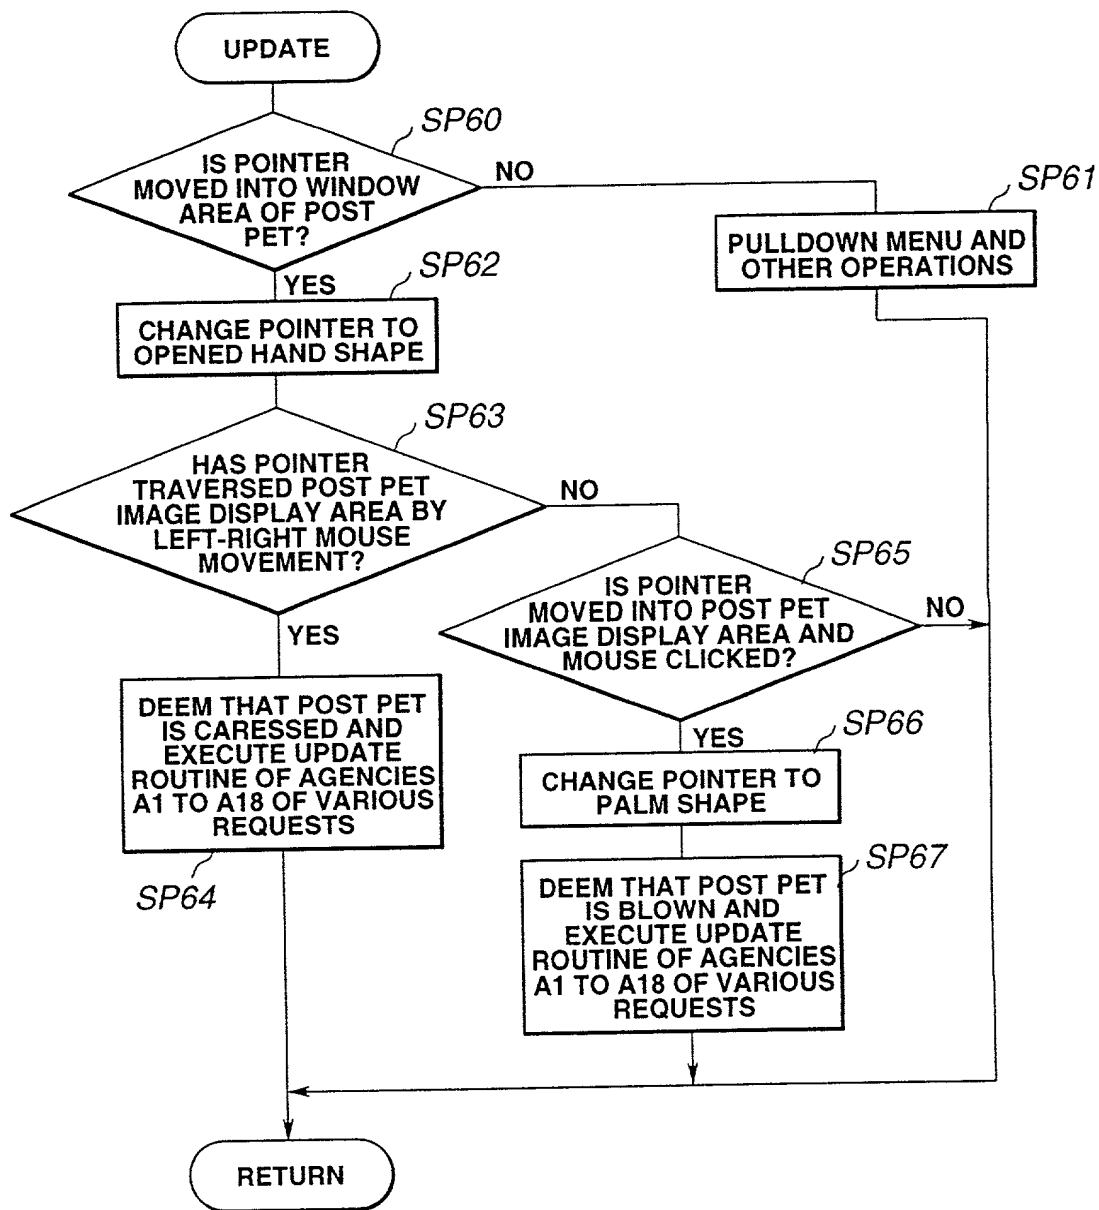 UPDATE
SP60
IS POINTER
MOVED INTO WINDOW
AREA OF POST
PET?
NO
SP61
PULLDOWN MENU AND
OTHER OPERATIONS
YES
SP62
CHANGE POINTER TO
OPENED HAND SHAPE
SP63
HAS POINTER
TRAVERSED POST PET
IMAGE DISPLAY AREA BY
LEFT-RIGHT MOUSE
MOVEMENT?
NO
YES
SP65
IS POINTER
MOVED INTO POST PET
IMAGE DISPLAY AREA AND
MOUSE CLICKED?
NO
YES
DEEM THAT POST PET
IS CARESSED AND
EXECUTE UPDATE
ROUTINE OF AGENCIES
A1 TO A18 OF VARIOUS
REQUESTS
SP64
SP66
CHANGE POINTER TO
PALM SHAPE
SP67
DEEM THAT POST PET
IS BLOWN AND
EXECUTE UPDATE
ROUTINE OF AGENCIES
A1 TO A18 OF VARIOUS
REQUESTS
RETURN